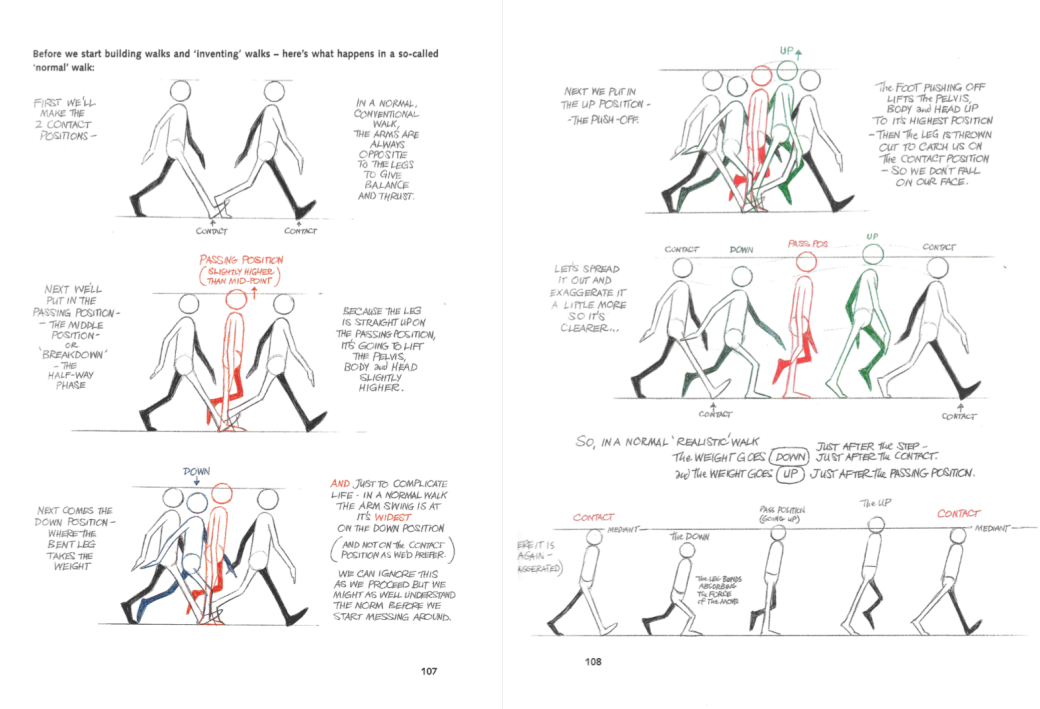 Before we start building walks and ‘inventing’ walks – here's what happens in a so-called
‘normal’ walk:
FIRST WE'LL
MAKE THE
2 CONTACT
POSITIONS –
IN A NORMAL,
CONVENTIONAL
WALK,
THE ARMS ARE
ALWAYS
OPPOSITE
TO THE LEGS
TO GIVE
BALANCE
AND THRUST.
CONTACT
CONTACT
PASSING POSITION
(SLIGHTLY HIGHER
THAN MID-POINT)
NEXT WE'LL
PUT IN THE
PASSING POSITION –
– THE MIDDLE
POSITION –
OR
‘BREAKDOWN’
– THE
HALF-WAY
PHASE
BECAUSE THE LEG
IS STRAIGHT UP ON
THE PASSING POSITION,
IT'S GOING TO LIFT
THE PELVIS,
BODY and HEAD
SLIGHTLY
HIGHER.
DOWN
NEXT COMES THE
DOWN POSITION –
WHERE THE
BENT LEG
TAKES THE
WEIGHT
AND JUST TO COMPLICATE
LIFE - IN A NORMAL WALK
THE ARM SWING IS AT
IT'S WIDEST
ON THE DOWN POSITION
(AND NOT ON The CONTACT
POSITION AS WE'D PREFER.)
WE CAN IGNORE THIS
AS WE PROCEED BUT WE
MIGHT AS WELL UNDERSTAND
THE NORM BEFORE WE
START MESSING AROUND.
107
UP
NEXT WE PUT IN
THE UP POSITION –
– THE PUSH-OFF.
The FOOT PUSHING OFF
LIFTS The PELVIS,
BODY and HEAD UP
TO ITS HIGHEST POSITION
– THEN The LEG IS THROWN
OUT TO CATCH US ON
The CONTACT POSITION
– SO WE DON'T FALL
ON OUR FACE.
CONTACT
DOWN
PASS POS
UP
CONTACT
LET'S SPREAD
IT OUT AND
EXAGGERATE IT
A LITTLE MORE
SO IT'S
CLEARER...
CONTACT
CONTACT
SO, IN A NORMAL ‘REALISTIC’ WALK
The WEIGHT GOES DOWN JUST AFTER The STEP –
JUST AFTER The CONTACT.
and The WEIGHT GOES UP JUST AFTER The PASSING POSITION.
CONTACT
MEDIANT
The DOWN
PASS POSITION
(GOING UP)
The UP
CONTACT
MEDIANT
ERE IT IS
AGAIN –
AGGERATED)
The LEG BENDS
ABSORBING
The FORCE
of The MOVE
108